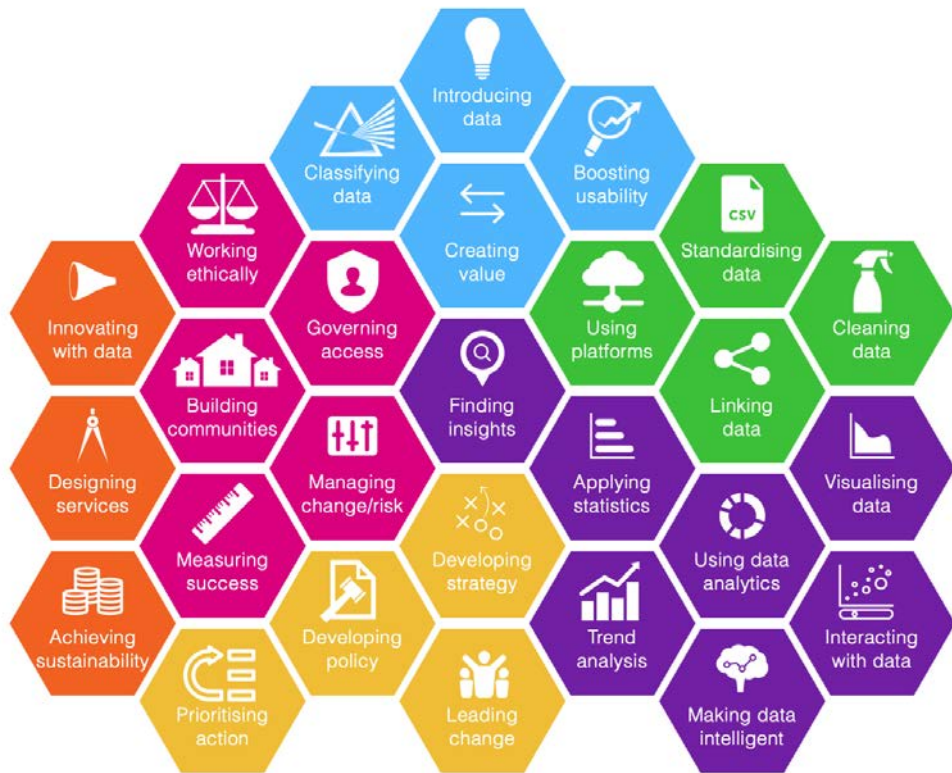 Introducing
data
Classifying
data
Boosting
usability
Working
ethically
Creating
value
CSV
Standardising
data
Innovating
with data
Governing
access
Using
platforms
Cleaning
data
Building
communities
Finding
insights
Linking
data
Designing
services
Managing
change/risk
Applying
statistics
Visualising
data
Measuring
success
Developing
strategy
Using data
analytics
Achieving
sustainability
Developing
policy
Trend
analysis
Interacting
with data
Prioritising
action
Leading
change
Making data
intelligent